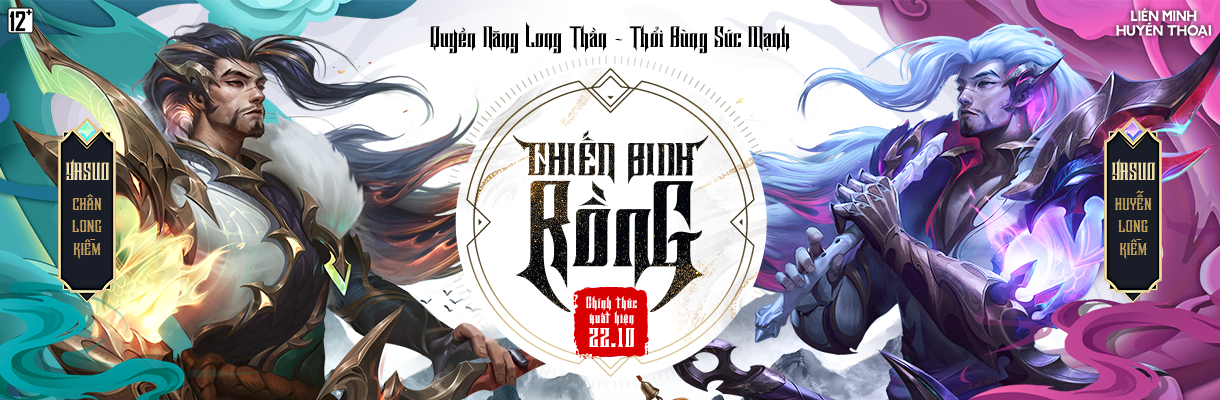 12+
LIÊN MINH
HUYỀN THOẠI
Quyền Năng Long Thần - Thổi Bùng Sức Mạnh
CHIẾN BINH
RỒNG
Chính thức
xuất hiện
22.10
YASUO
CHÂN
LONG
KIẾM
YASUO
HUYỄN
LONG
KIẾM